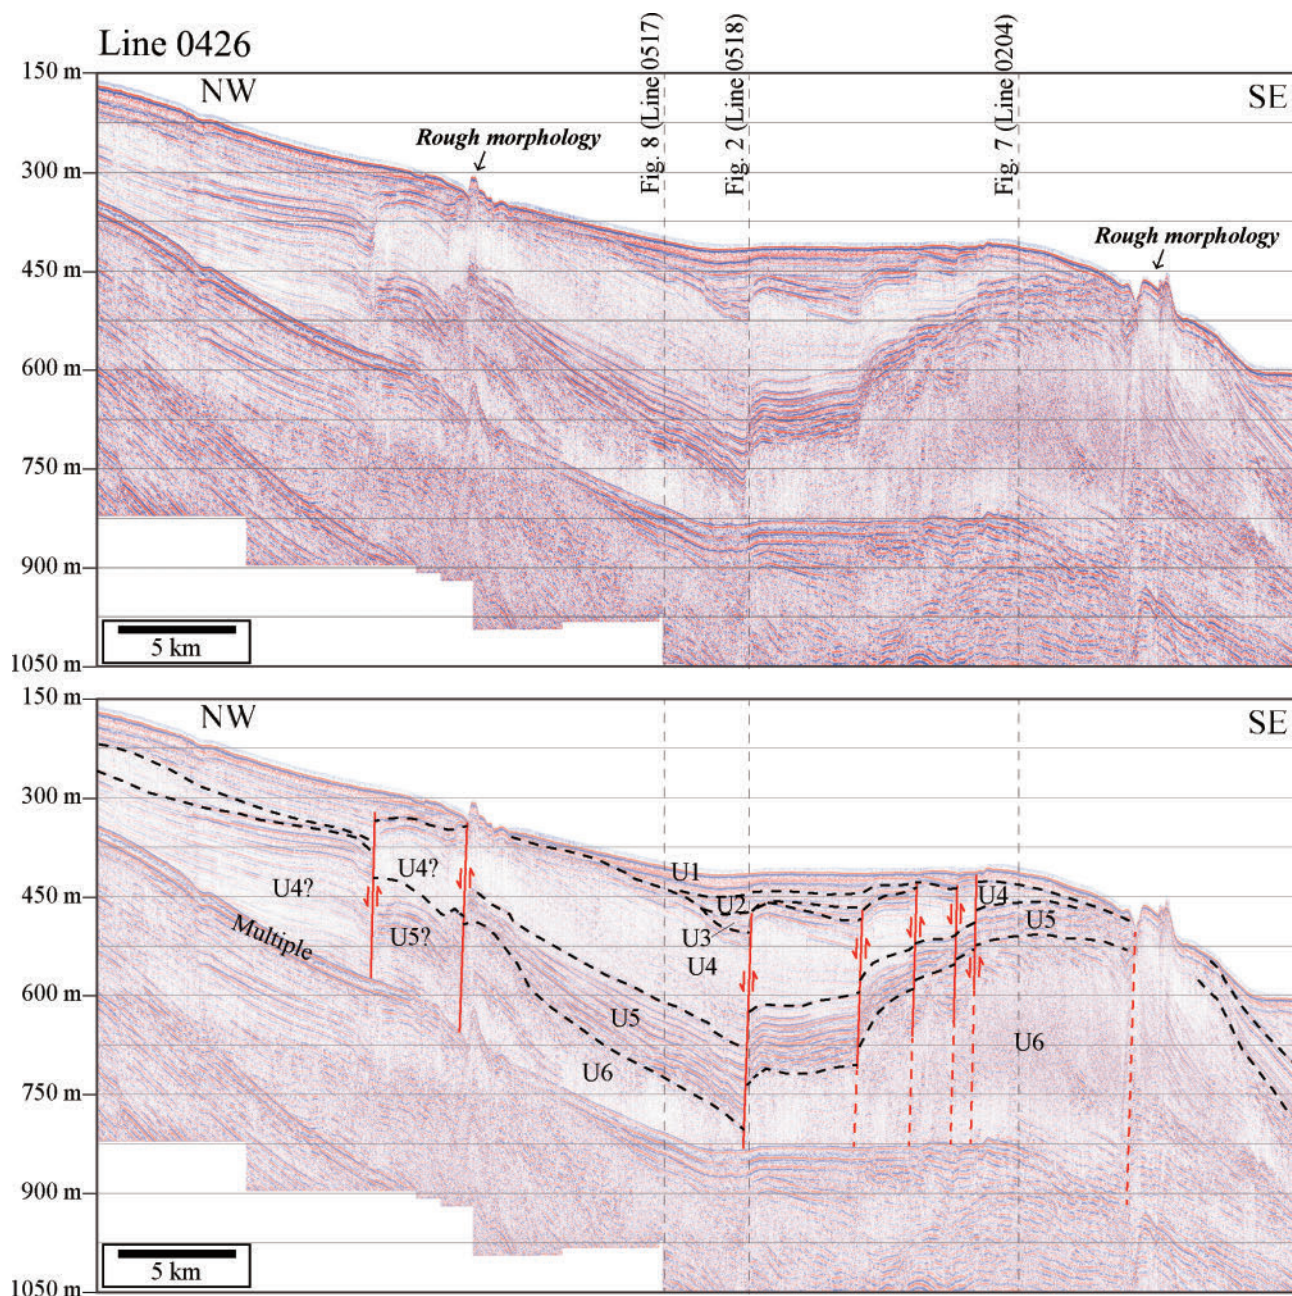 Line 0426
150 m
300 m
450 m
600 m
750 m
900 m
1050 m
NW
SE
Rough morphology
Fig. 8 (Line 0517)
Fig. 2 (Line 0518)
Fig. 7 (Line 0204)
Rough morphology
5 km
150 m
300 m
450 m
600 m
750 m
900 m
1050 m
NW
SE
U4?
U4?
U5?
Multiple
U1
U2
U3
U4
U5
U6
U4
U5
U6
5 km